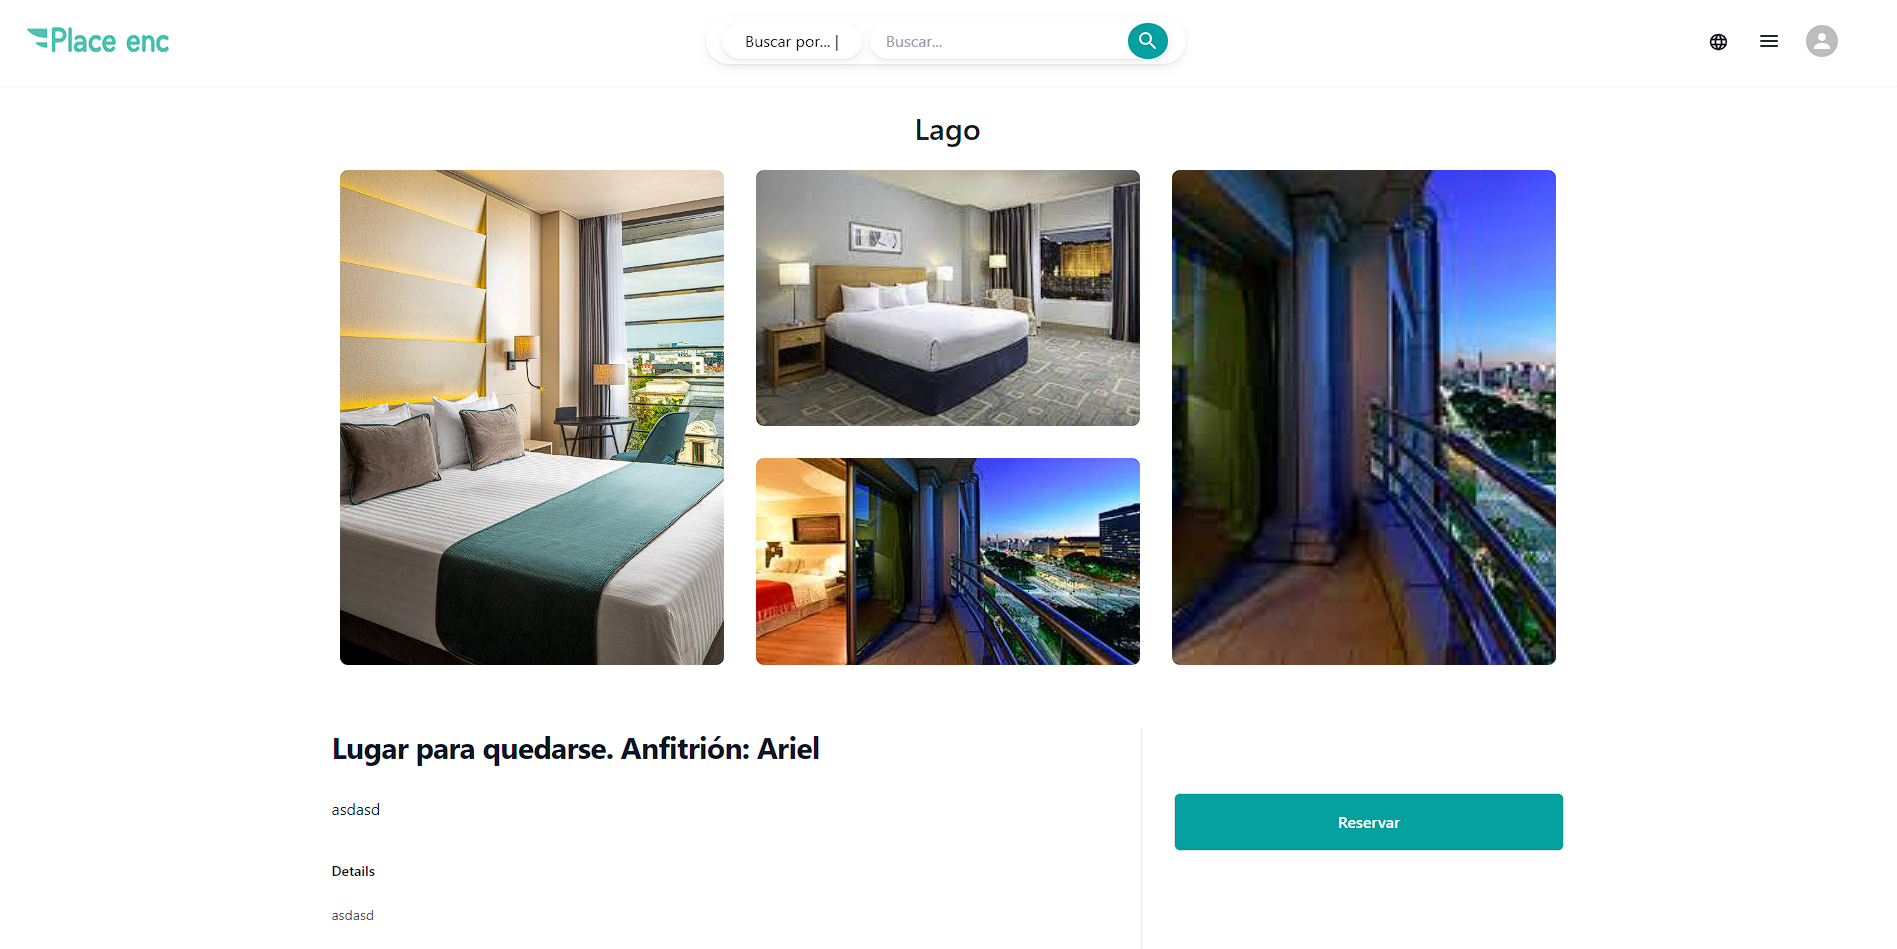 Place enc
Buscar por... |
Buscar...
Lago
Lugar para quedarse. Anfitrión: Ariel
asdasd
Reservar
Details
asdasd